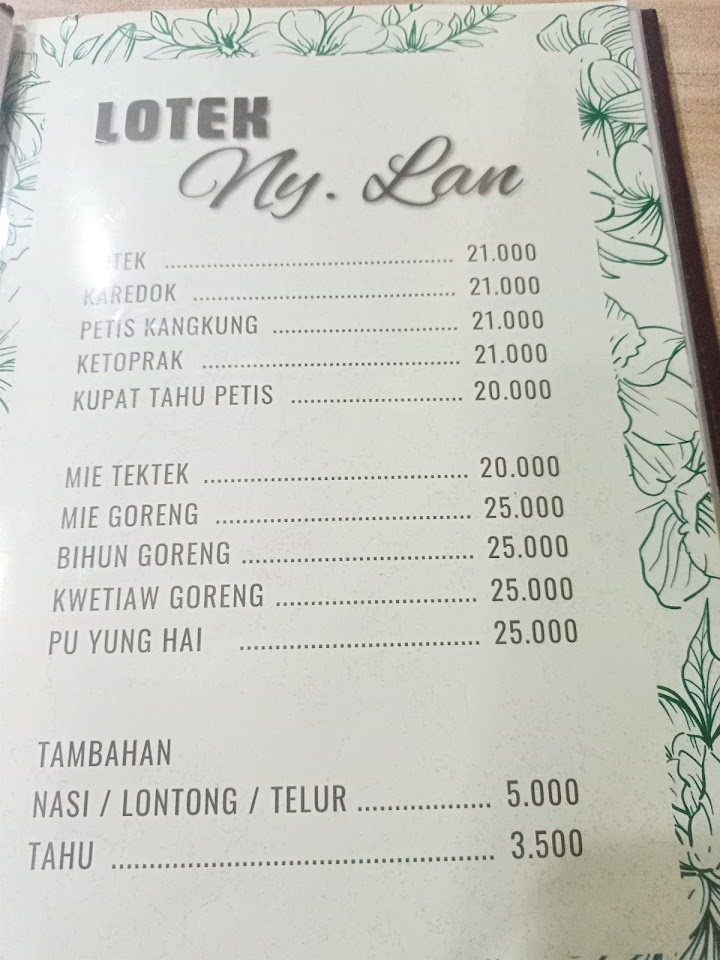 LOTEK
Ny. Lan
LOTEK ........................................................ 21.000
KAREDOK .................................................. 21.000
PETIS KANGKUNG .................................. 21.000
KETOPRAK ............................................... 21.000
KUPAT TAHU PETIS ............................... 20.000
MIE TEKTEK .............................................. 20.000
MIE GORENG ........................................... 25.000
BIHUN GORENG ...................................... 25.000
KWETIAW GORENG ............................... 25.000
PU YUNG HAI ...................................... 25.000
TAMBAHAN
NASI / LONTONG / TELUR .................. 5.000
TAHU ..................................................... 3.500